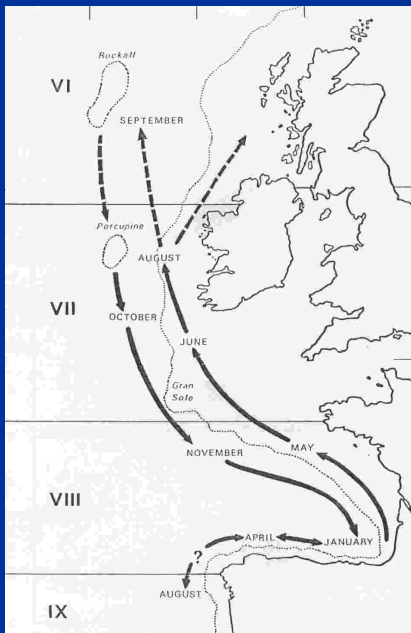 Rockall
VI
SEPTEMBER
Porcupine
AUGUST
VII
OCTOBER
JUNE
Gran
Sole
NOVEMBER
MAY
VIII
APRIL
JANUARY
?
AUGUST
IX